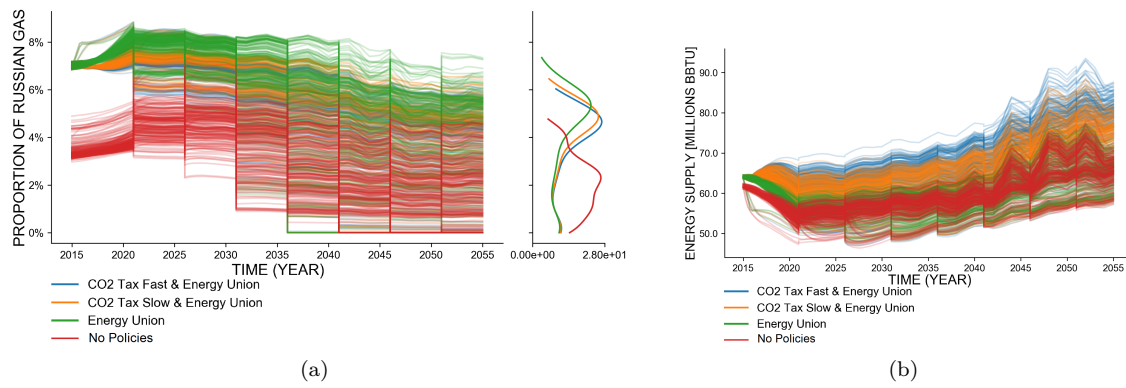 PROPORTION OF RUSSIAN GAS
8%
6%
4%
2%
0%
2015 2020 2025 2030 2035 2040 2045 2050 2055
TIME (YEAR)
0.00e+00 2.80e+01
CO2 Tax Fast & Energy Union
CO2 Tax Slow & Energy Union
Energy Union
No Policies
(a)
ENERGY SUPPLY [MILLIONS BBTU]
90.0
80.0
70.0
60.0
50.0
2015 2020 2025 2030 2035 2040 2045 2050 2055
TIME (YEAR)
CO2 Tax Fast & Energy Union
CO2 Tax Slow & Energy Union
Energy Union
No Policies
(b)